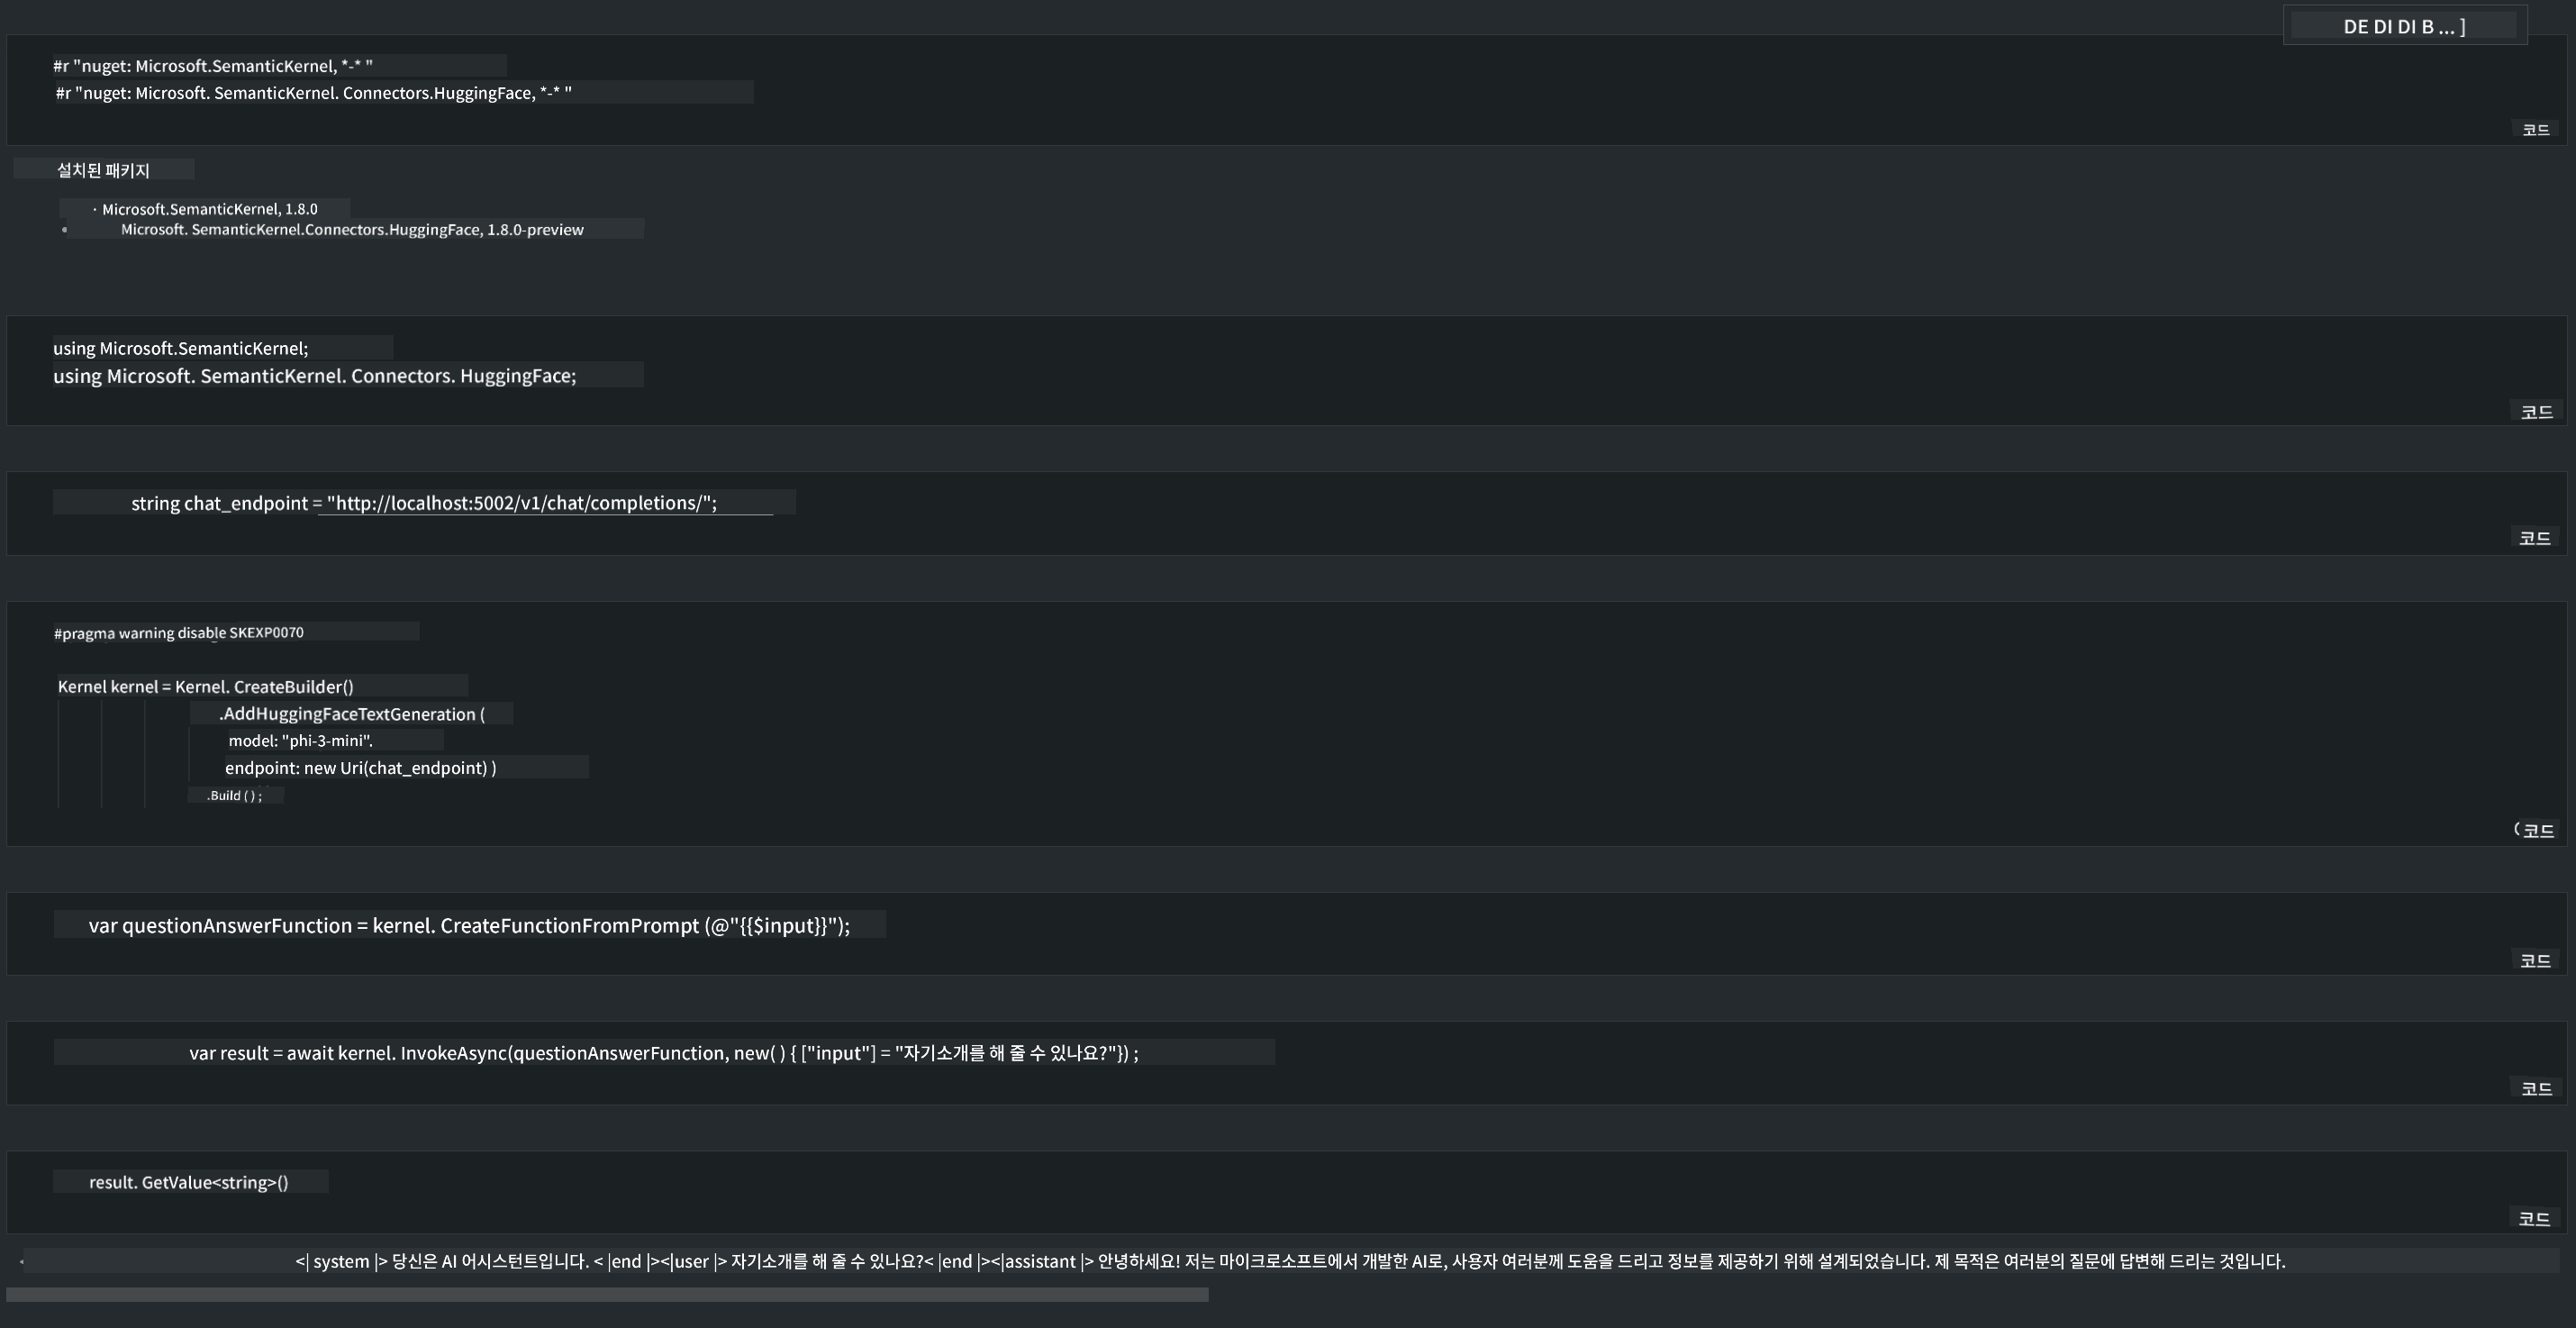 DE DI DI B ... ]
#r "nuget: Microsoft.SemanticKernel, *-* "
#r "nuget: Microsoft. SemanticKernel. Connectors.HuggingFace, *-* "
코드
설치된 패키지
· Microsoft.SemanticKernel, 1.8.0
• Microsoft. SemanticKernel.Connectors.HuggingFace, 1.8.0-preview
using Microsoft.SemanticKernel;
using Microsoft. SemanticKernel. Connectors. HuggingFace;
코드
string chat_endpoint = "http://localhost:5002/v1/chat/completions/";
코드
#pragma warning disable SKEXP0070
Kernel kernel = Kernel. CreateBuilder()
.AddHuggingFaceTextGeneration (
model: "phi-3-mini".
endpoint: new Uri(chat_endpoint) )
.Build ( ) ;
코드
var questionAnswerFunction = kernel. CreateFunctionFromPrompt (@"{{$input}}");
코드
var result = await kernel. InvokeAsync(questionAnswerFunction, new( ) { ["input"] = "자기소개를 해 줄 수 있나요?"}) ;
코드
result. GetValue<string>()
코드
<| system |> 당신은 AI 어시스턴트입니다. < |end |><|user |> 자기소개를 해 줄 수 있나요?< |end |><|assistant |> 안녕하세요! 저는 마이크로소프트에서 개발한 AI로, 사용자 여러분께 도움을 드리고 정보를 제공하기 위해 설계되었습니다. 제 목적은 여러분의 질문에 답변해 드리는 것입니다.